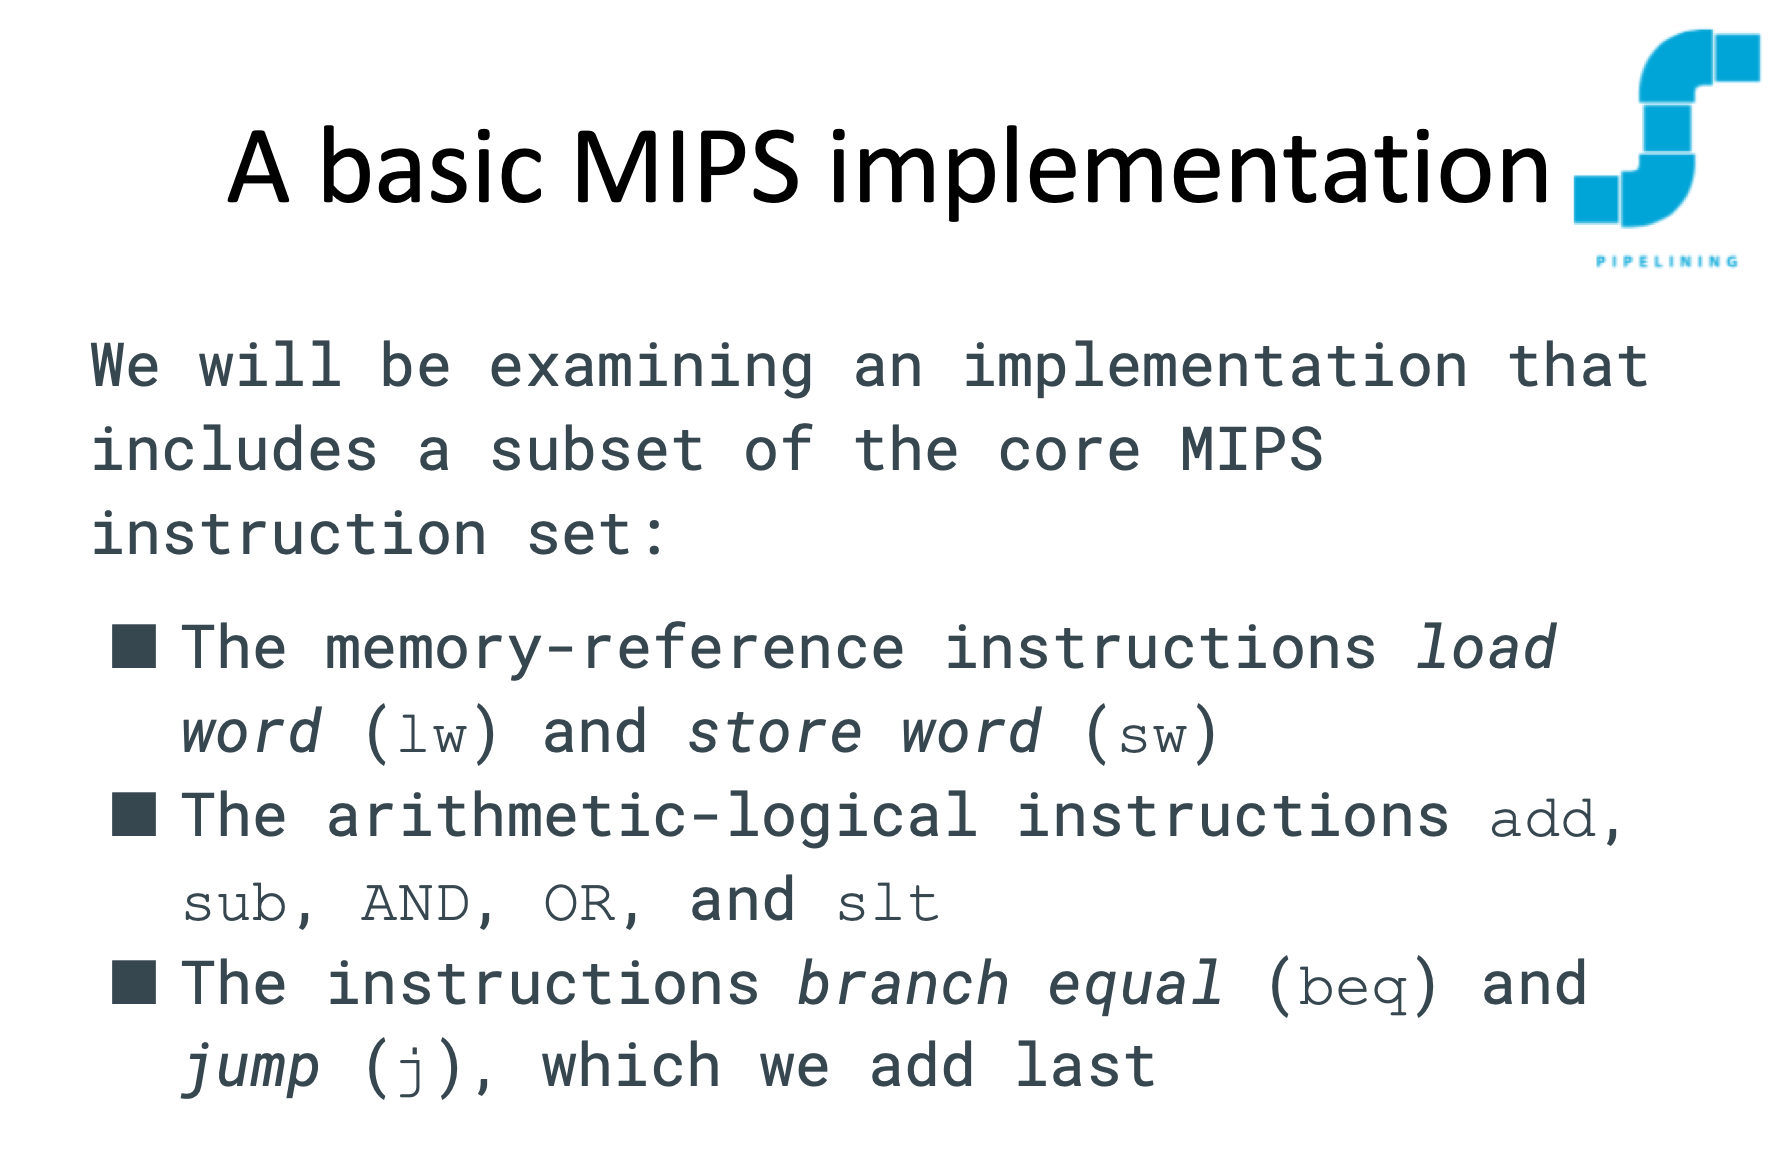 A basic MIPS implementation
PIPELINING
We will be examining an implementation that
includes a subset of the core MIPS
instruction set:
The memory-reference instructions load
word (lw) and store word (sw)
The arithmetic-logical instructions add,
sub, AND, OR, and slt
The instructions branch equal (beq) and
jump (j), which we add last